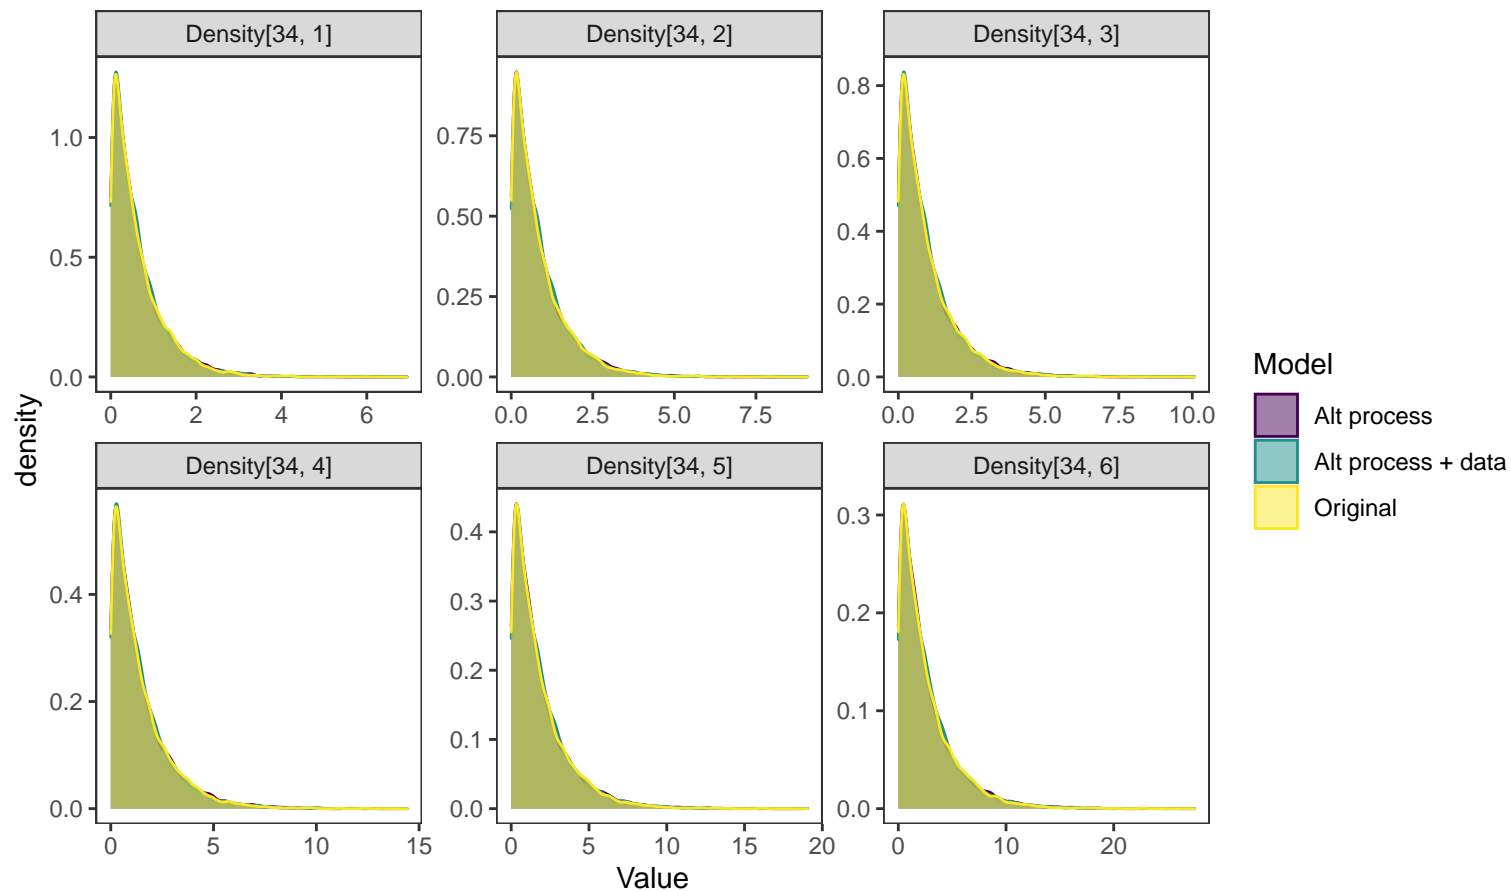 Density[34, 1]
Density[34, 2]
Density[34, 3]
1.0
0.5
0.0
0 2 4 6
0.75
0.50
0.25
0.00
0.0 2.5 5.0 7.5
0.8
0.6
0.4
0.2
0.0
0.0 2.5 5.0 7.5 10.0
density
Density[34, 4]
Density[34, 5]
Density[34, 6]
0.4
0.2
0.0
0 5 10 15
0.4
0.3
0.2
0.1
0.0
0 5 10 15 20
0.3
0.2
0.1
0.0
0 10 20
Value
Model
Alt process
Alt process + data
Original